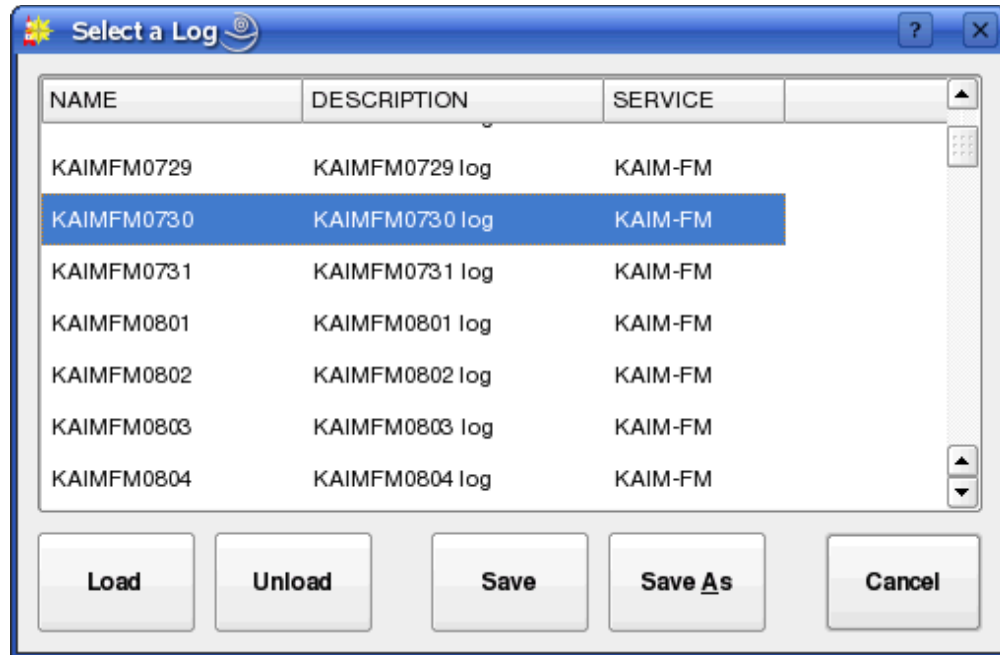 Select a Log
NAME DESCRIPTION SERVICE
KAIMFM0729 KAIMFM0729 log KAIM-FM
KAIMFM0730 KAIMFM0730 log KAIM-FM
KAIMFM0731 KAIMFM0731 log KAIM-FM
KAIMFM0801 KAIMFM0801 log KAIM-FM
KAIMFM0802 KAIMFM0802 log KAIM-FM
KAIMFM0803 KAIMFM0803 log KAIM-FM
KAIMFM0804 KAIMFM0804 log KAIM-FM
Load Unload Save Save As Cancel